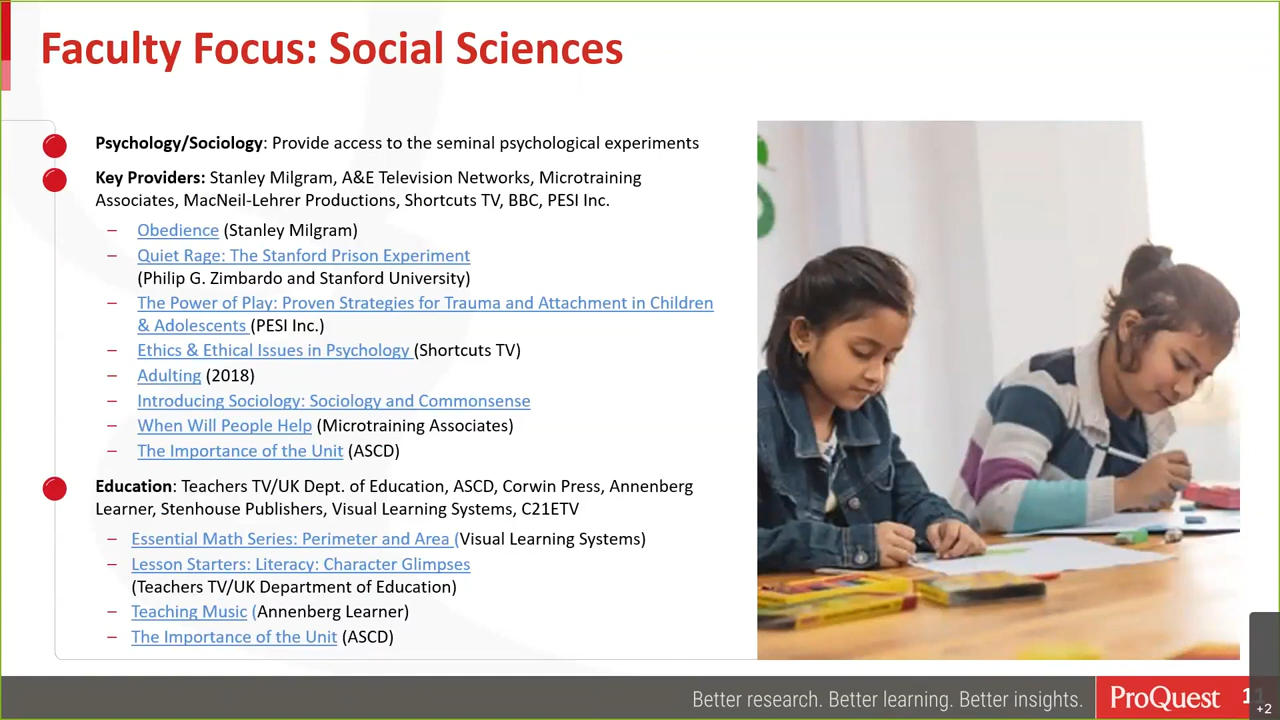 Faculty Focus: Social Sciences
Psychology/Sociology: Provide access to the seminal psychological experiments
Key Providers: Stanley Milgram, A&E Television Networks, Microtraining
Associates, MacNeil-Lehrer Productions, Shortcuts TV, BBC, PESI Inc.
– Obedience (Stanley Milgram)
– Quiet Rage: The Stanford Prison Experiment
(Philip G. Zimbardo and Stanford University)
– The Power of Play: Proven Strategies for Trauma and Attachment in Children
& Adolescents (PESI Inc.)
– Ethics & Ethical Issues in Psychology (Shortcuts TV)
– Adulting (2018)
– Introducing Sociology: Sociology and Commonsense
– When Will People Help (Microtraining Associates)
– The Importance of the Unit (ASCD)
Education: Teachers TV/UK Dept. of Education, ASCD, Corwin Press, Annenberg
Learner, Stenhouse Publishers, Visual Learning Systems, C21ETV
– Essential Math Series: Perimeter and Area (Visual Learning Systems)
– Lesson Starters: Literacy: Character Glimpses
(Teachers TV/UK Department of Education)
– Teaching Music (Annenberg Learner)
– The Importance of the Unit (ASCD)
Better research. Better learning. Better insights.
ProQuest
+2